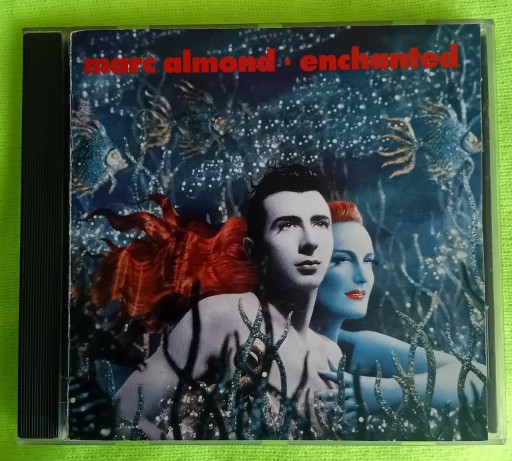 marc almond • enchanted